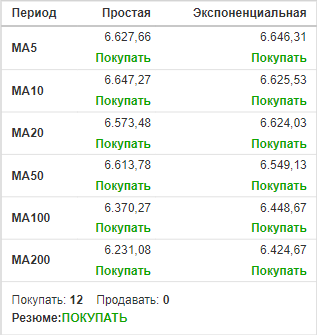 Период Простая Экспоненциальная
MA5 6.627,66 6.646,31
Покупать Покупать
MA10 6.647,27 6.625,53
Покупать Покупать
MA20 6.573,48 6.624,03
Покупать Покупать
MA50 6.613,78 6.549,13
Покупать Покупать
MA100 6.370,27 6.448,67
Покупать Покупать
MA200 6.231,08 6.424,67
Покупать Покупать
Покупать: 12 Продавать: 0
Резюме:ПОКУПАТЬ